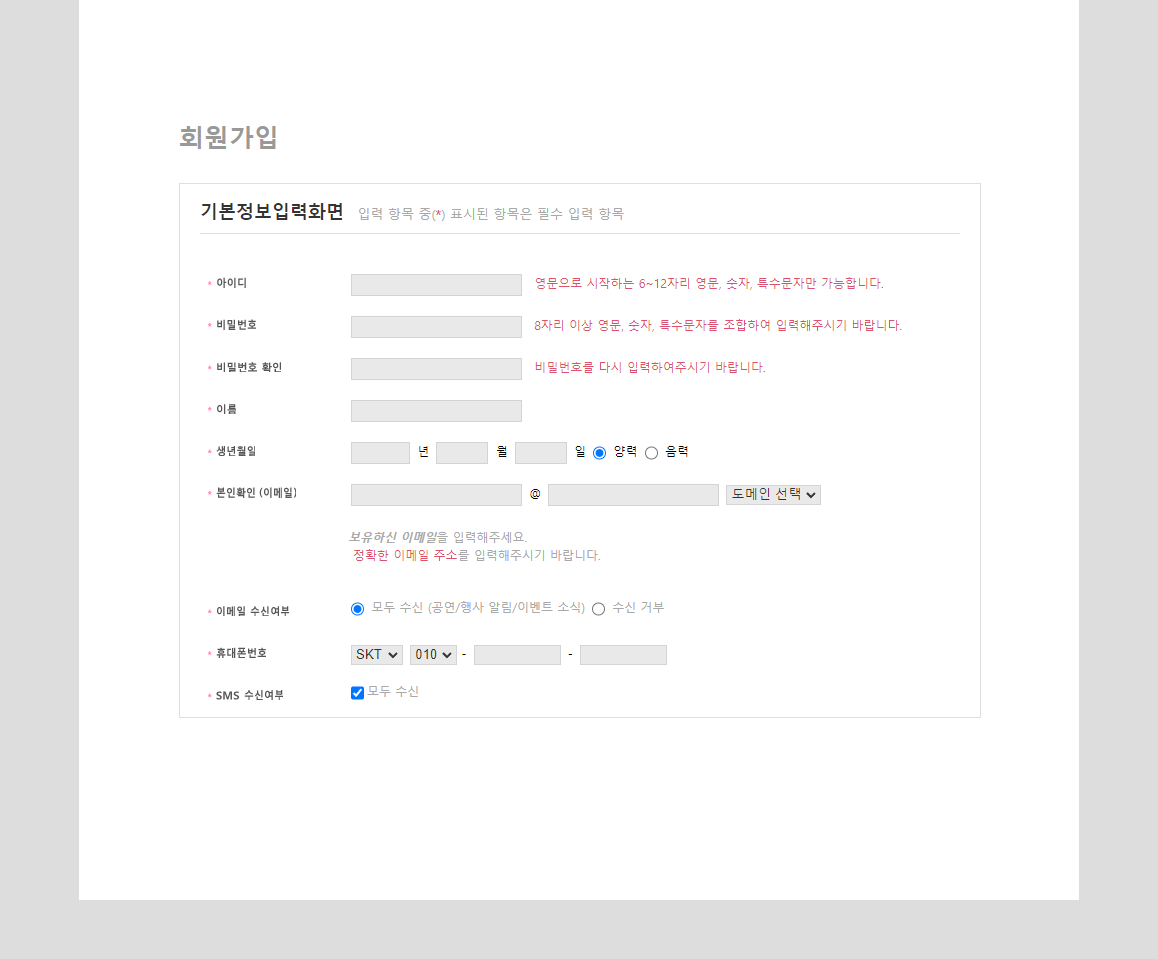 회원가입
기본정보입력화면 입력 항목 중(*) 표시된 항목은 필수 입력 항목
* 아이디 영문으로 시작하는 6~12자리 영문, 숫자, 특수문자만 가능합니다.
* 비밀번호 8자리 이상 영문, 숫자, 특수문자를 조합하여 입력해주시기 바랍니다.
* 비밀번호 확인 비밀번호를 다시 입력하여주시기 바랍니다.
* 이름
* 생년월일 년 월 일 양력 음력
* 본인확인 (이메일) @ 도메인 선택
보유하신 이메일을 입력해주세요.
정확한 이메일 주소를 입력해주시기 바랍니다.
* 이메일 수신여부 모두 수신 (공연/행사 알림/이벤트 소식) 수신 거부
* 휴대폰번호 SKT 010 - -
* SMS 수신여부 모두 수신